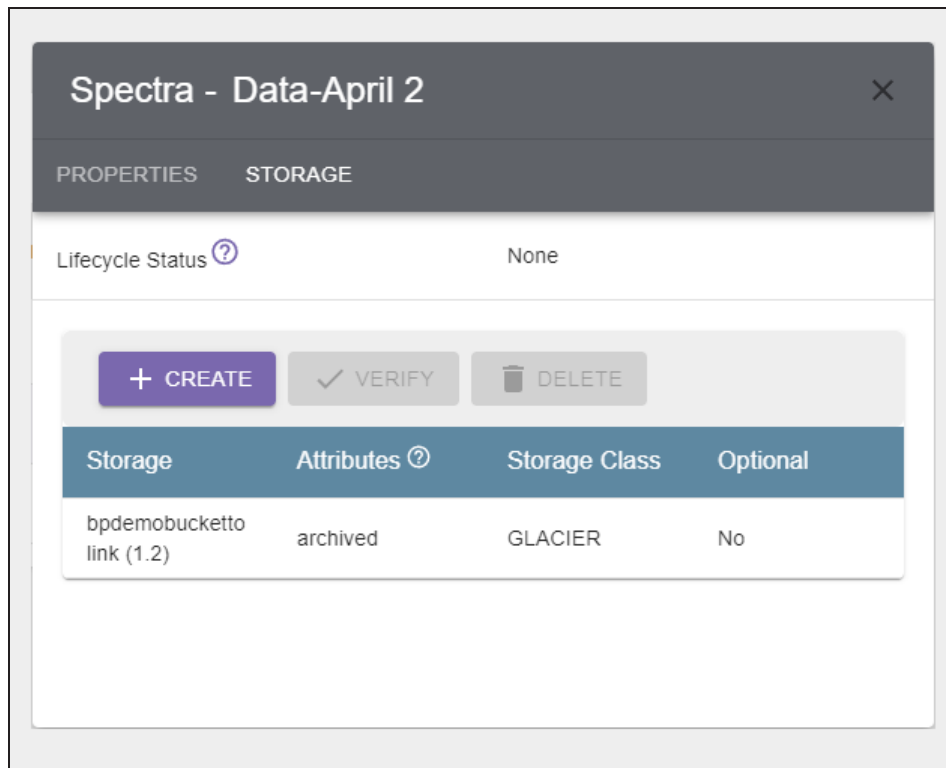 Spectra - Data-April 2
PROPERTIES STORAGE
Lifecycle Status None
CREATE VERIFY DELETE
Storage Attributes Storage Class Optional
bpdemobucketto
link (1.2) archived GLACIER No